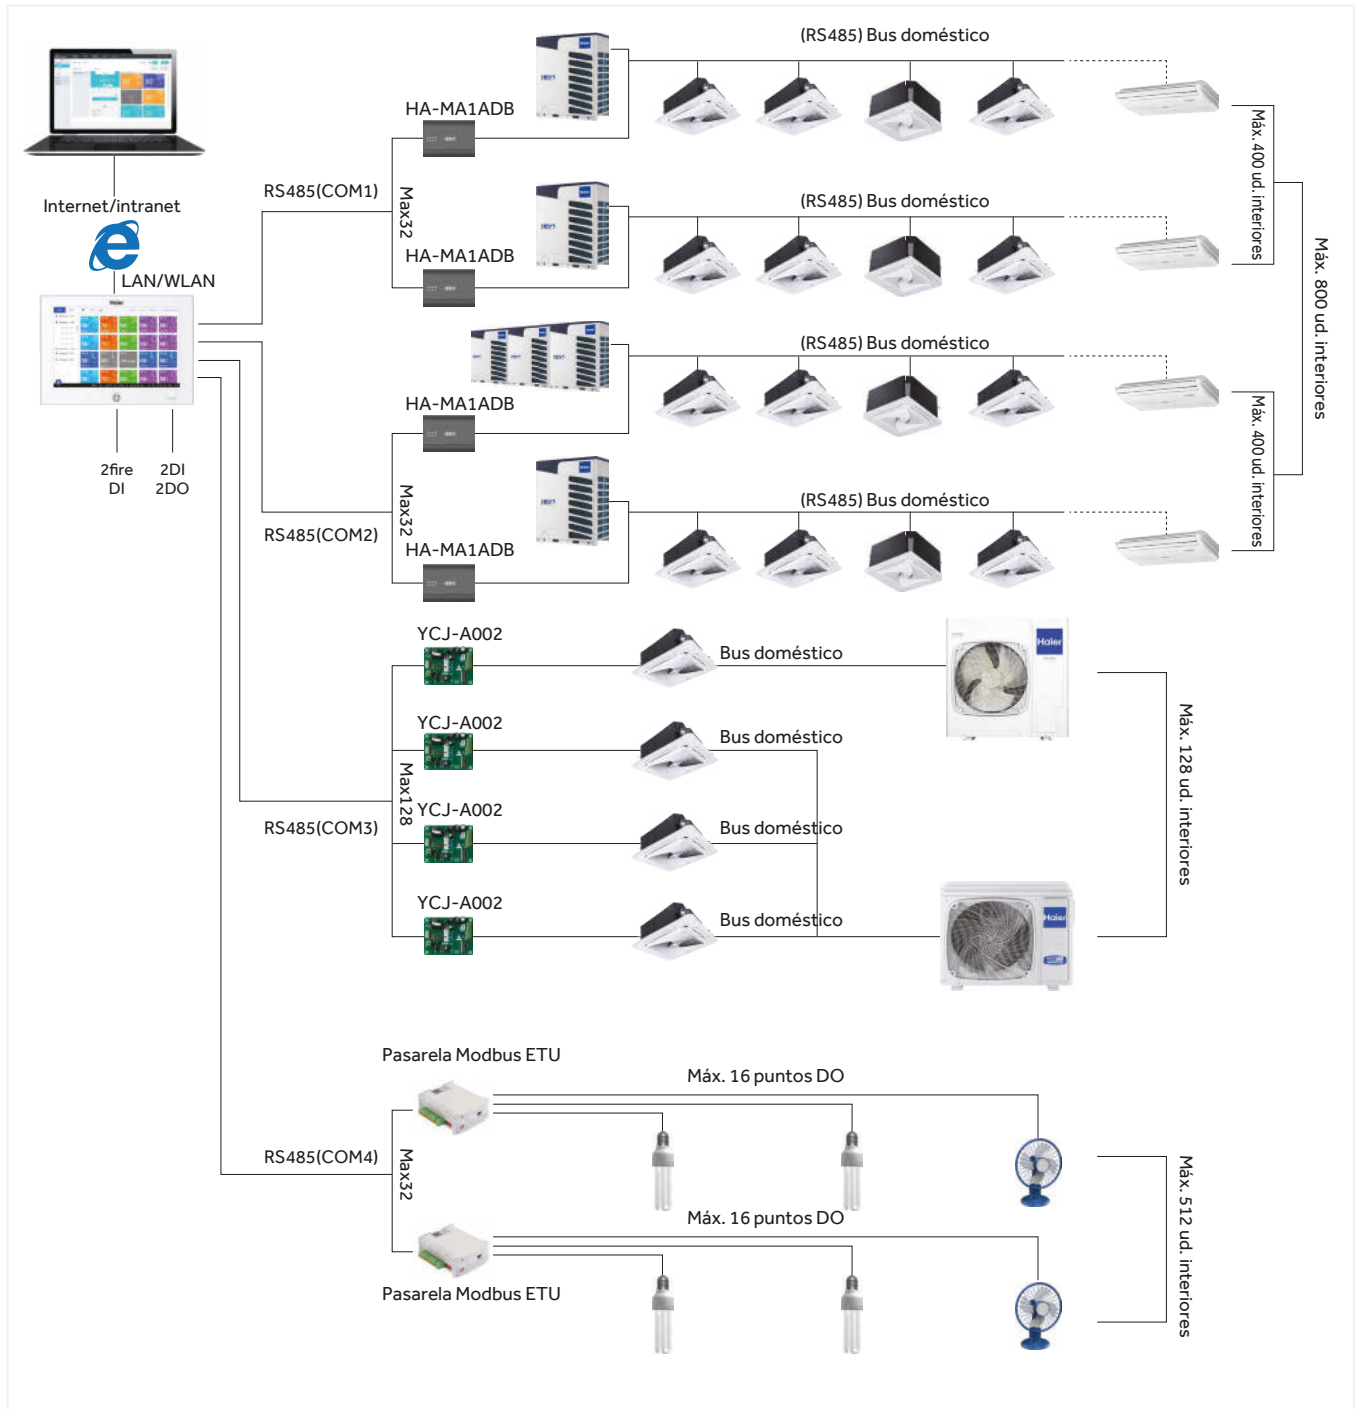 (RS485) Bus doméstico
HA-MA1ADB
RS485(COM1)
Max32
Internet/intranet
(RS485) Bus doméstico
HA-MA1ADB
LAN/WLAN
Máx. 400 ud. interiores
Máx. 800 ud. interiores
Haier
(RS485) Bus doméstico
HA-MA1ADB
2fire
DI
2DI
2DO
Máx. 400 ud. interiores
Max32
RS485(COM2)
(RS485) Bus doméstico
HA-MA1ADB
YCJ-A002
Bus doméstico
Haier
YCJ-A002
Bus doméstico
Max128
RS485(COM3)
YCJ-A002
Bus doméstico
Máx. 128 ud. interiores
YCJ-A002
Bus doméstico
Haier
Pasarela Modbus ETU
Máx. 16 puntos DO
RS485(COM4)
Max32
Máx. 16 puntos DO
Pasarela Modbus ETU
Máx. 512 ud. interiores